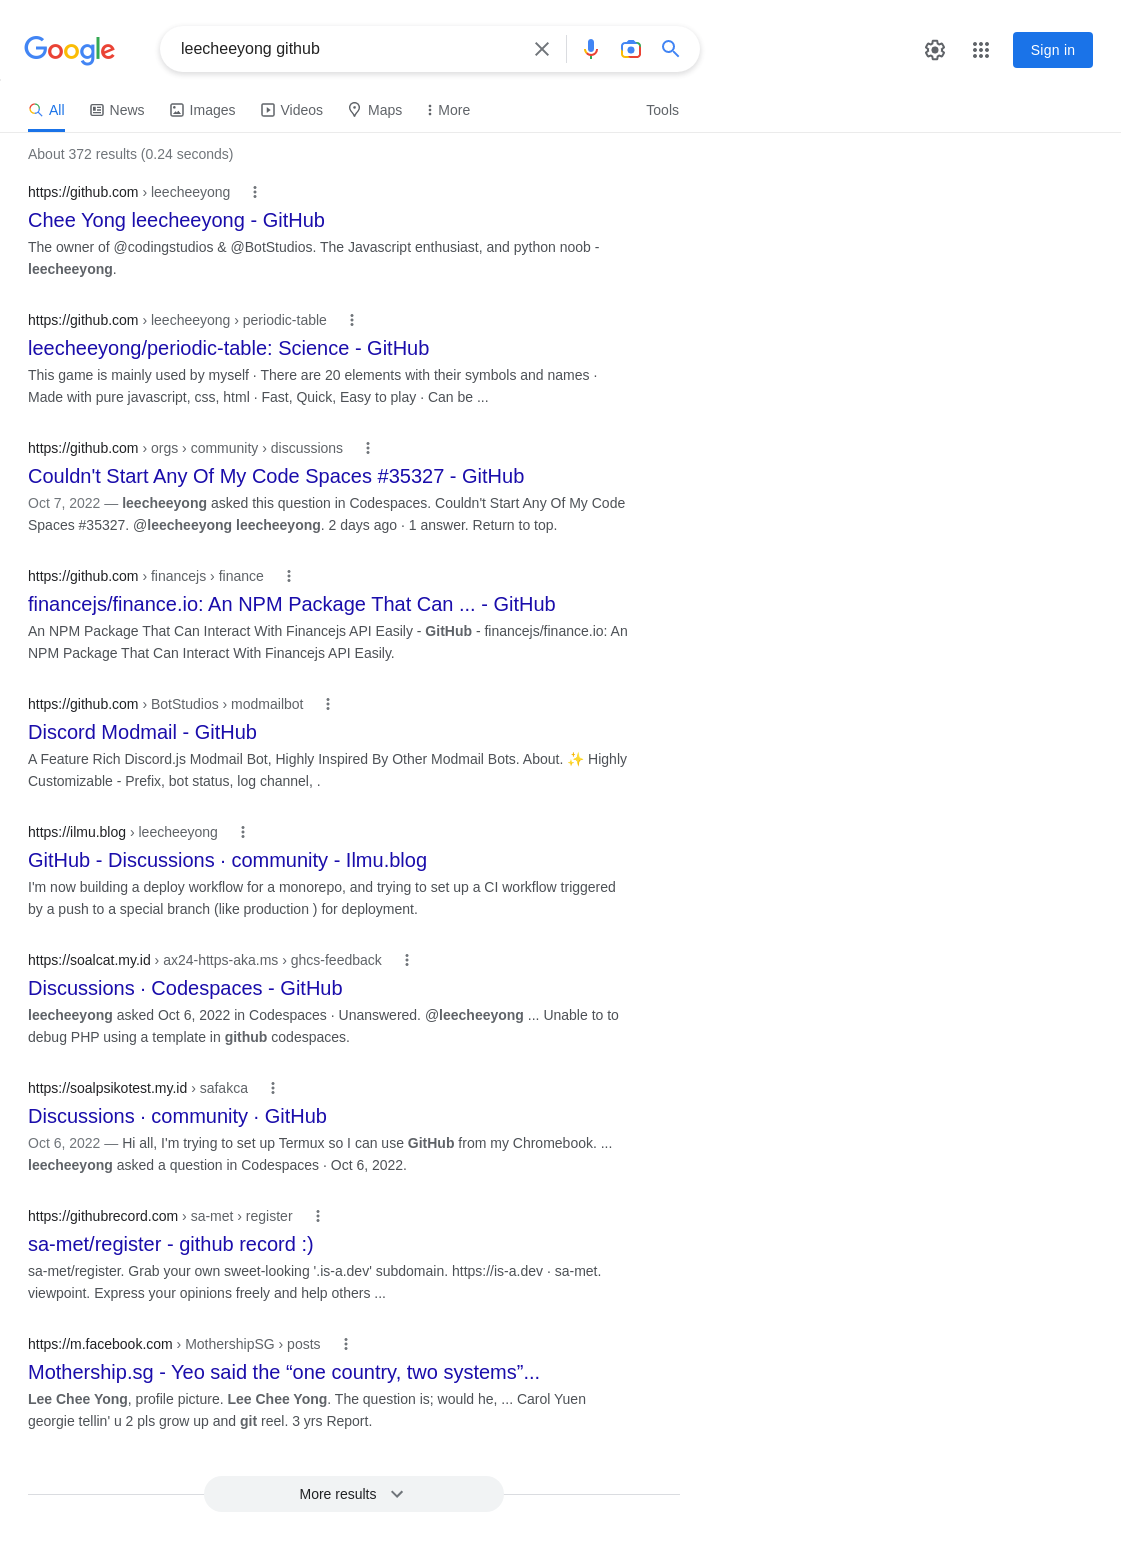 Google
leecheeyong github
Sign in
All News Images Videos Maps More Tools
About 372 results (0.24 seconds)
https://github.com › leecheeyong
Chee Yong leecheeyong - GitHub
The owner of @codingstudios & @BotStudios. The Javascript enthusiast, and python noob -
leecheeyong.
https://github.com › leecheeyong › periodic-table
leecheeyong/periodic-table: Science - GitHub
This game is mainly used by myself · There are 20 elements with their symbols and names ·
Made with pure javascript, css, html · Fast, Quick, Easy to play · Can be ...
https://github.com › orgs › community › discussions
Couldn't Start Any Of My Code Spaces #35327 - GitHub
Oct 7, 2022 — leecheeyong asked this question in Codespaces. Couldn't Start Any Of My Code
Spaces #35327. @leecheeyong leecheeyong. 2 days ago · 1 answer. Return to top.
https://github.com › financejs › finance
financejs/finance.io: An NPM Package That Can ... - GitHub
An NPM Package That Can Interact With Financejs API Easily - GitHub - financejs/finance.io: An
NPM Package That Can Interact With Financejs API Easily.
https://github.com › BotStudios › modmailbot
Discord Modmail - GitHub
A Feature Rich Discord.js Modmail Bot, Highly Inspired By Other Modmail Bots. About. ✨ Highly
Customizable - Prefix, bot status, log channel, .
https://ilmu.blog › leecheeyong
GitHub - Discussions · community - Ilmu.blog
I'm now building a deploy workflow for a monorepo, and trying to set up a CI workflow triggered
by a push to a special branch (like production ) for deployment.
https://soalcat.my.id › ax24-https-aka.ms › ghcs-feedback
Discussions · Codespaces - GitHub
leecheeyong asked Oct 6, 2022 in Codespaces · Unanswered. @leecheeyong ... Unable to to
debug PHP using a template in github codespaces.
https://soalpsikotest.my.id › safakca
Discussions · community · GitHub
Oct 6, 2022 — Hi all, I'm trying to set up Termux so I can use GitHub from my Chromebook. ...
leecheeyong asked a question in Codespaces · Oct 6, 2022.
https://githubrecord.com › sa-met › register
sa-met/register - github record :)
sa-met/register. Grab your own sweet-looking '.is-a.dev' subdomain. https://is-a.dev · sa-met.
viewpoint. Express your opinions freely and help others ...
https://m.facebook.com › MothershipSG › posts
Mothership.sg - Yeo said the “one country, two systems”...
Lee Chee Yong, profile picture. Lee Chee Yong. The question is; would he, ... Carol Yuen
georgie tellin' u 2 pls grow up and git reel. 3 yrs Report.
More results